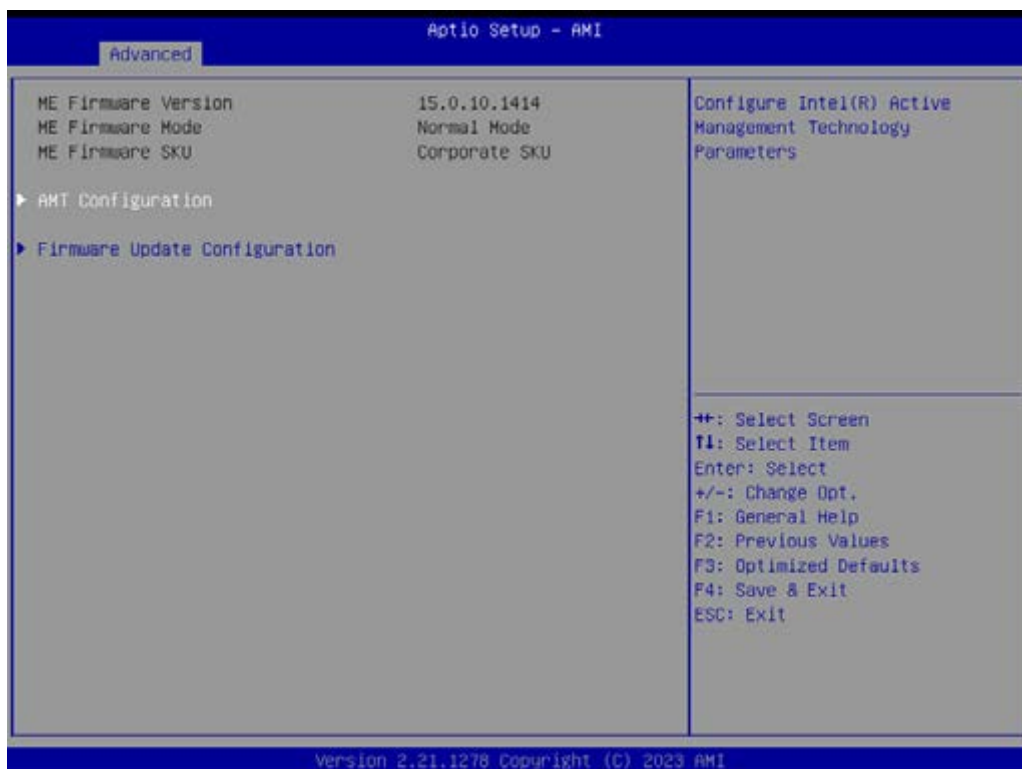 Aptio Setup – AMI
Advanced
ME Firmware Version 15.0.10.1414
ME Firmware Mode Normal Mode
ME Firmware SKU Corporate SKU
AMT Configuration
Firmware Update Configuration
Configure Intel(R) Active
Management Technology
Parameters
→←: Select Screen
↑↓: Select Item
Enter: Select
+/-: Change Opt.
F1: General Help
F2: Previous Values
F3: Optimized Defaults
F4: Save & Exit
ESC: Exit
Version 2.21.1278 Copyright (C) 2023 AMI